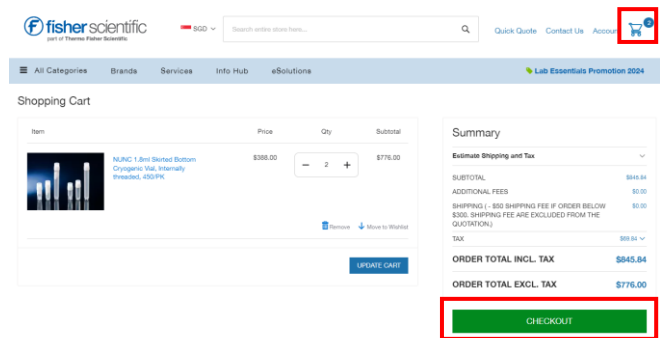 fisher scientific
part of Thermo Fisher Scientific
SGD
Search entire store here...
Quick Quote Contact Us Account
2
All Categories Brands Services Info Hub eSolutions
Lab Essentials Promotion 2024
Shopping Cart
Item Price Qty Subtotal
NUNC 1.8ml Skirted Bottom
Cryogenic Vial, Internally
threaded, 450/PK
$388.00 − 2 + $776.00
Remove Move to Wishlist
UPDATE CART
Summary
Estimate Shipping and Tax
SUBTOTAL $845.84
ADDITIONAL FEES $0.00
SHIPPING ( - $50 SHIPPING FEE IF ORDER BELOW $0.00
$300. SHIPPING FEE ARE EXCLUDED FROM THE
QUOTATION.)
TAX $69.84
ORDER TOTAL INCL. TAX $845.84
ORDER TOTAL EXCL. TAX $776.00
CHECKOUT